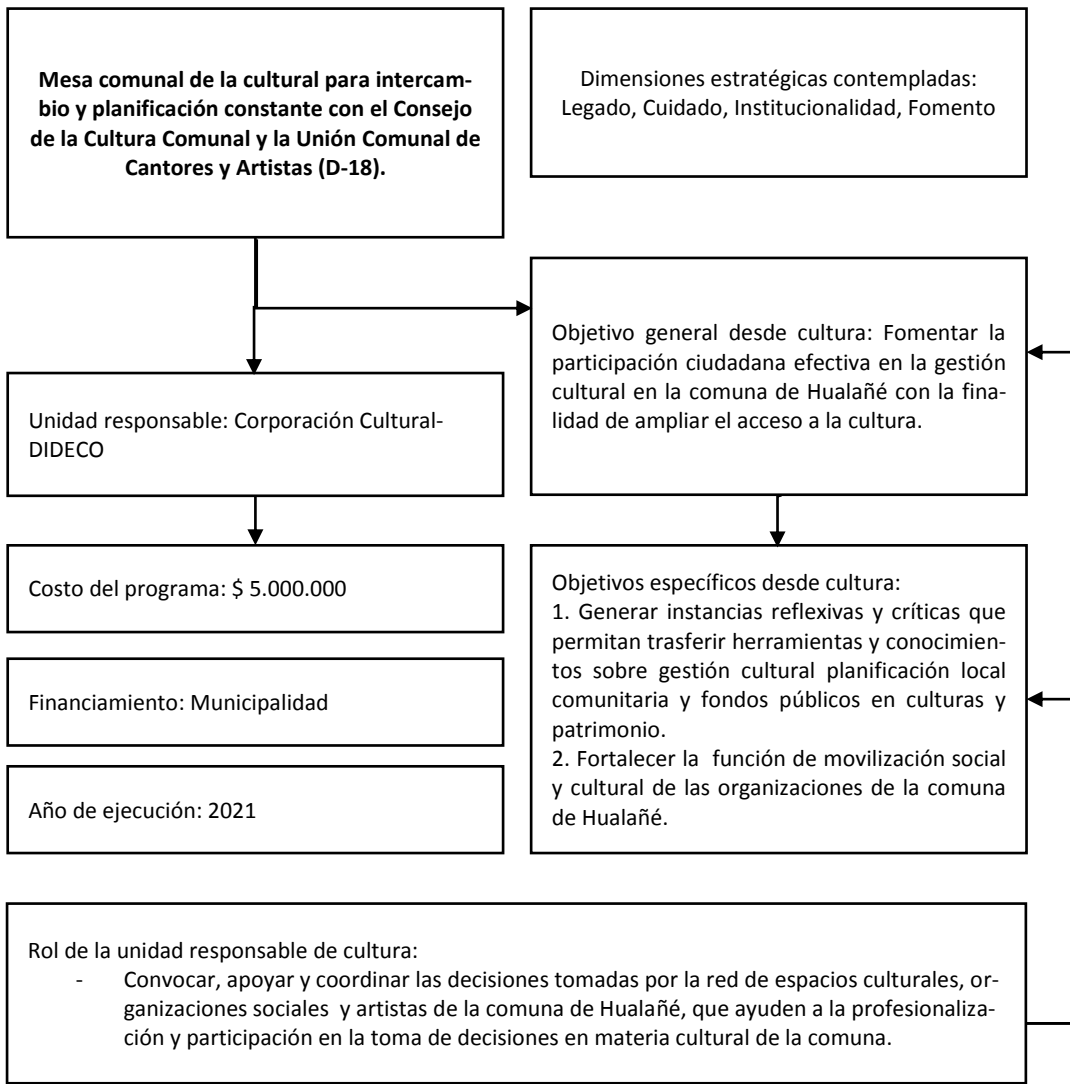 Mesa comunal de la cultural para intercam-
bio y planificación constante con el Consejo
de la Cultura Comunal y la Unión Comunal de
Cantores y Artistas (D-18).
Dimensiones estratégicas contempladas:
Legado, Cuidado, Institucionalidad, Fomento
Objetivo general desde cultura: Fomentar la
participación ciudadana efectiva en la gestión
cultural en la comuna de Hualañé con la fina-
lidad de ampliar el acceso a la cultura.
Unidad responsable: Corporación Cultural-
DIDECO
Costo del programa: $ 5.000.000
Financiamiento: Municipalidad
Año de ejecución: 2021
Objetivos específicos desde cultura:
1. Generar instancias reflexivas y críticas que
permitan trasferir herramientas y conocimien-
tos sobre gestión cultural planificación local
comunitaria y fondos públicos en culturas y
patrimonio.
2. Fortalecer la función de movilización social
y cultural de las organizaciones de la comuna
de Hualañé.
Rol de la unidad responsable de cultura:
- Convocar, apoyar y coordinar las decisiones tomadas por la red de espacios culturales, or-
ganizaciones sociales y artistas de la comuna de Hualañé, que ayuden a la profesionaliza-
ción y participación en la toma de decisiones en materia cultural de la comuna.